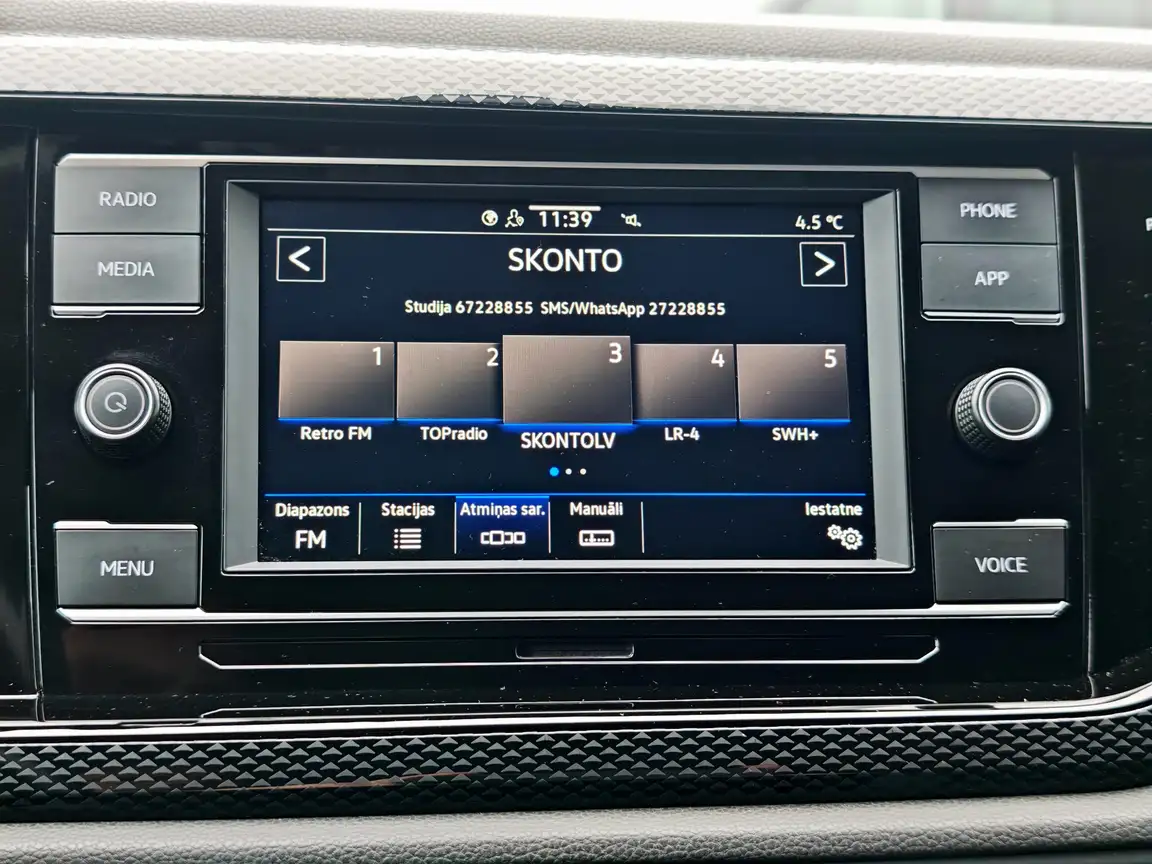 RADIO
MEDIA
MENU
PHONE
APP
VOICE
11:39
4.5 °C
< SKONTO >
Studija 67228855 SMS/WhatsApp 27228855
1 2 3 4 5
Retro FM TOPradio SKONTOLV LR-4 SWH+
Diapazons Stacijas Atmiņas sar. Manuāli Iestatne
FM